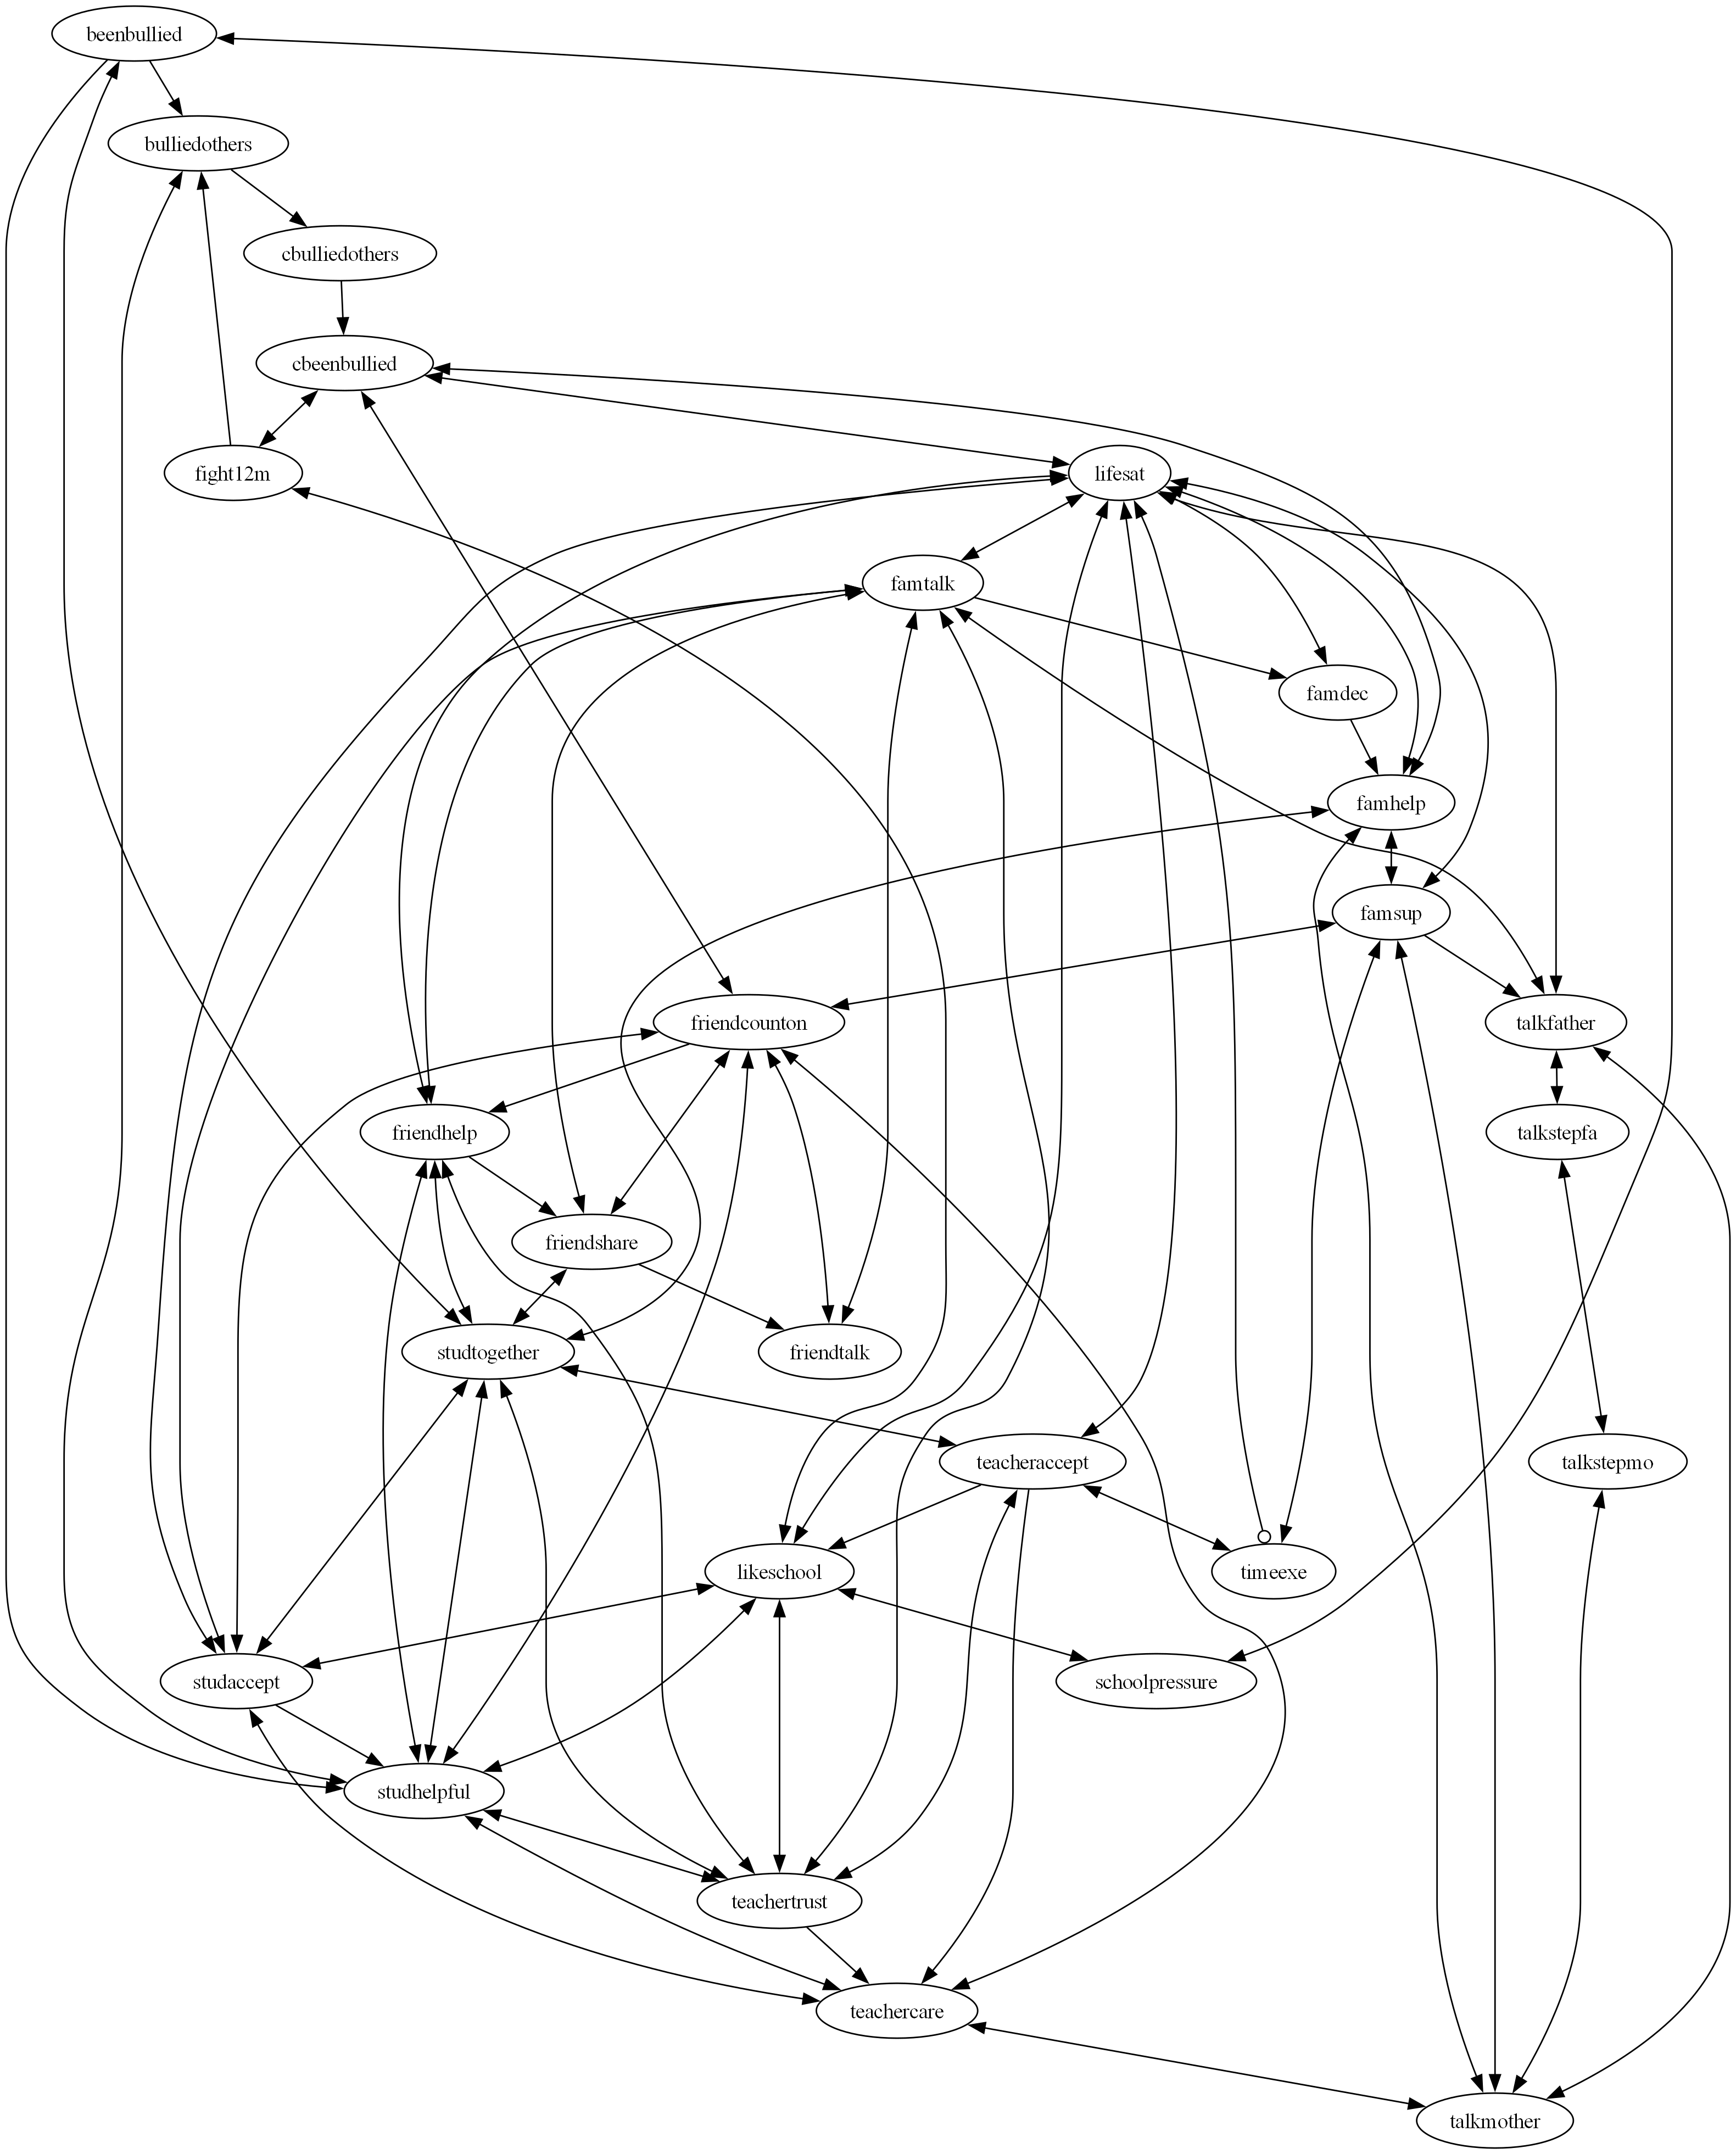 beenbullied
bulliedothers
cbulliedothers
cbeenbullied
fight12m
lifesat
famtalk
famdec
famhelp
famsup
friendcounton
talkfather
friendhelp
talkstepfa
friendshare
studtogether
friendtalk
teacheraccept
talkstepmo
likeschool
timeexe
studaccept
schoolpressure
studhelpful
teachertrust
teachercare
talkmother